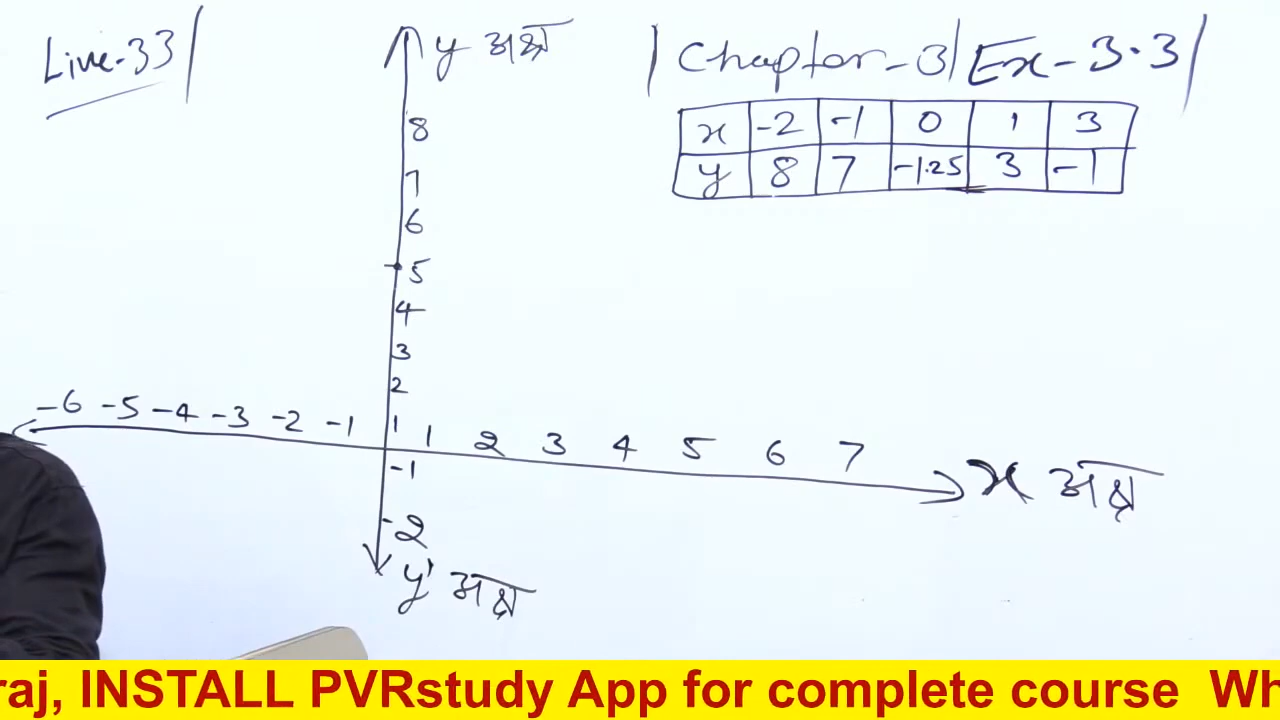 Live-33
Chapter-3 Ex-3.3
x -2 -1 0 1 3
y 8 7 -1.25 3 -1
y अक्ष
8
7
6
5
4
3
2
1
-6 -5 -4 -3 -2 -1 1 2 3 4 5 6 7
x अक्ष
-1
-2
y' अक्ष
raj, INSTALL PVRstudy App for complete course Wh